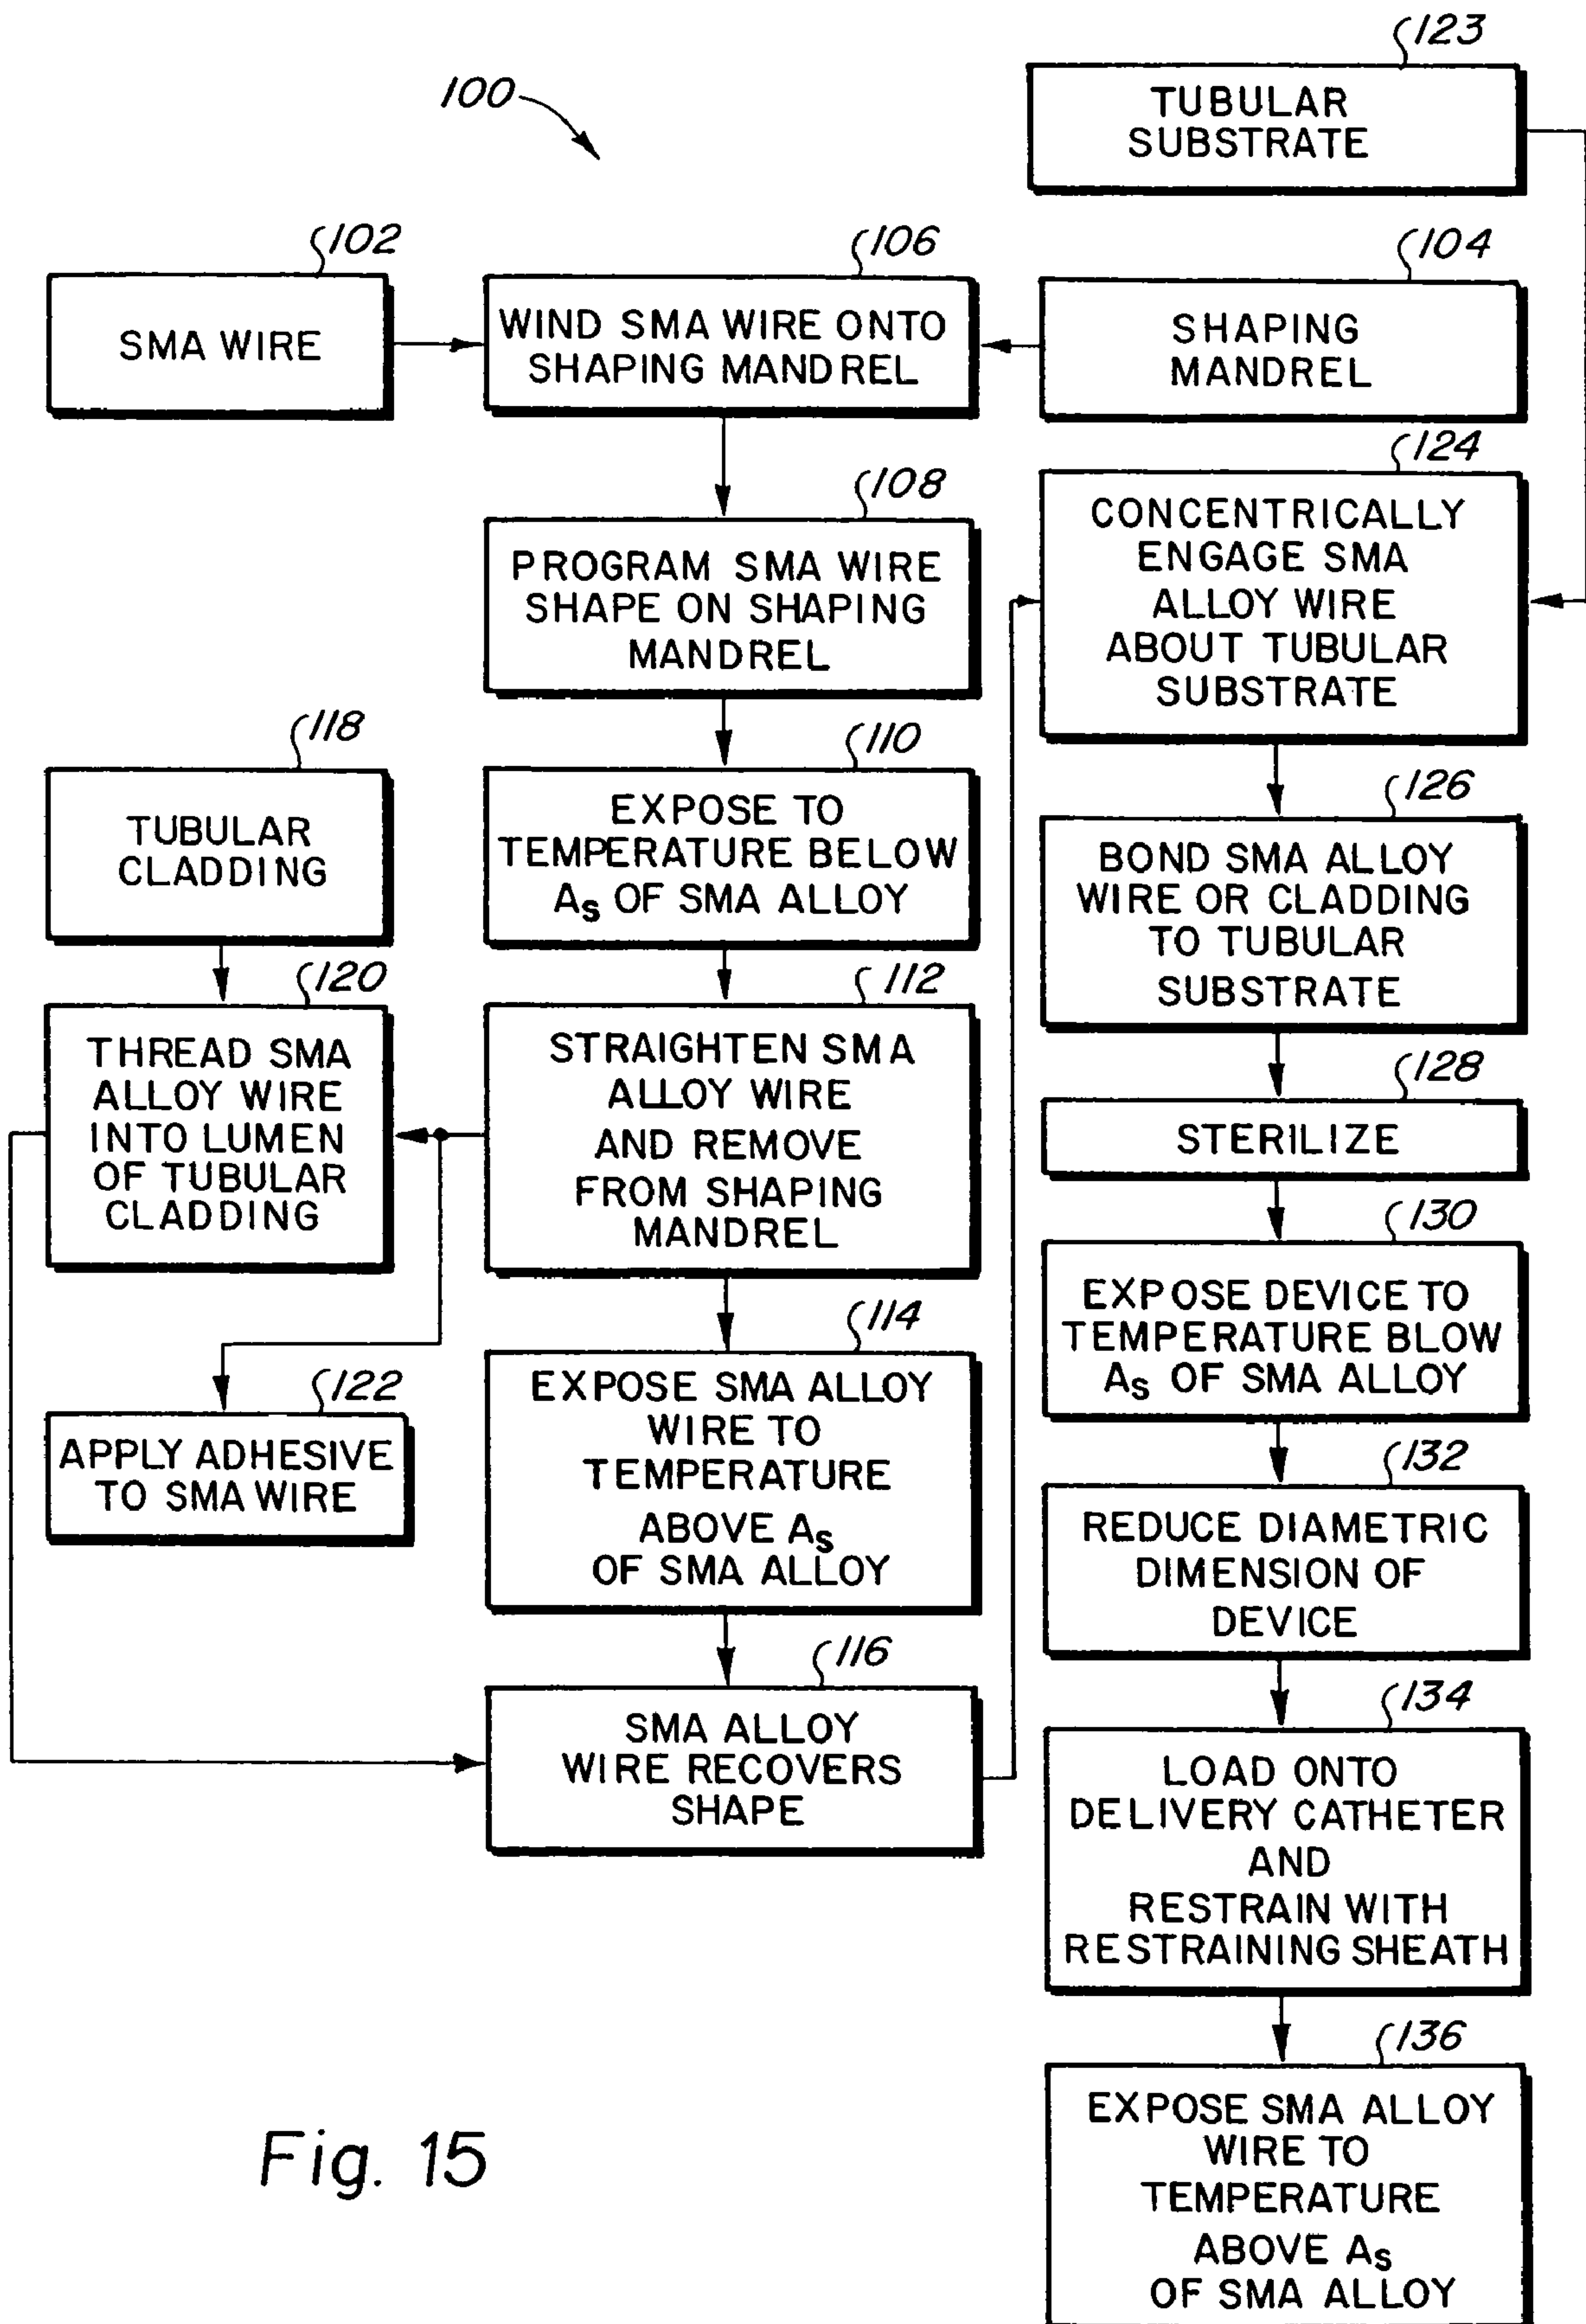 123
TUBULAR
SUBSTRATE
100
102
SMA WIRE
106
WIND SMA WIRE ONTO
SHAPING MANDREL
104
SHAPING
MANDREL
108
PROGRAM SMA WIRE
SHAPE ON SHAPING
MANDREL
110
EXPOSE TO
TEMPERATURE BELOW
As OF SMA ALLOY
118
TUBULAR
CLADDING
120
THREAD SMA
ALLOY WIRE
INTO LUMEN
OF TUBULAR
CLADDING
112
STRAIGHTEN SMA
ALLOY WIRE
AND REMOVE
FROM SHAPING
MANDREL
122
APPLY ADHESIVE
TO SMA WIRE
114
EXPOSE SMA ALLOY
WIRE TO
TEMPERATURE
ABOVE As
OF SMA ALLOY
116
SMA ALLOY
WIRE RECOVERS
SHAPE
124
CONCENTRICALLY
ENGAGE SMA
ALLOY WIRE
ABOUT TUBULAR
SUBSTRATE
126
BOND SMA ALLOY
WIRE OR CLADDING
TO TUBULAR
SUBSTRATE
128
STERILIZE
130
EXPOSE DEVICE TO
TEMPERATURE BLOW
As OF SMA ALLOY
132
REDUCE DIAMETRIC
DIMENSION OF
DEVICE
134
LOAD ONTO
DELIVERY CATHETER
AND
RESTRAIN WITH
RESTRAINING SHEATH
136
EXPOSE SMA ALLOY
WIRE TO
TEMPERATURE
ABOVE As
OF SMA ALLOY
Fig. 15